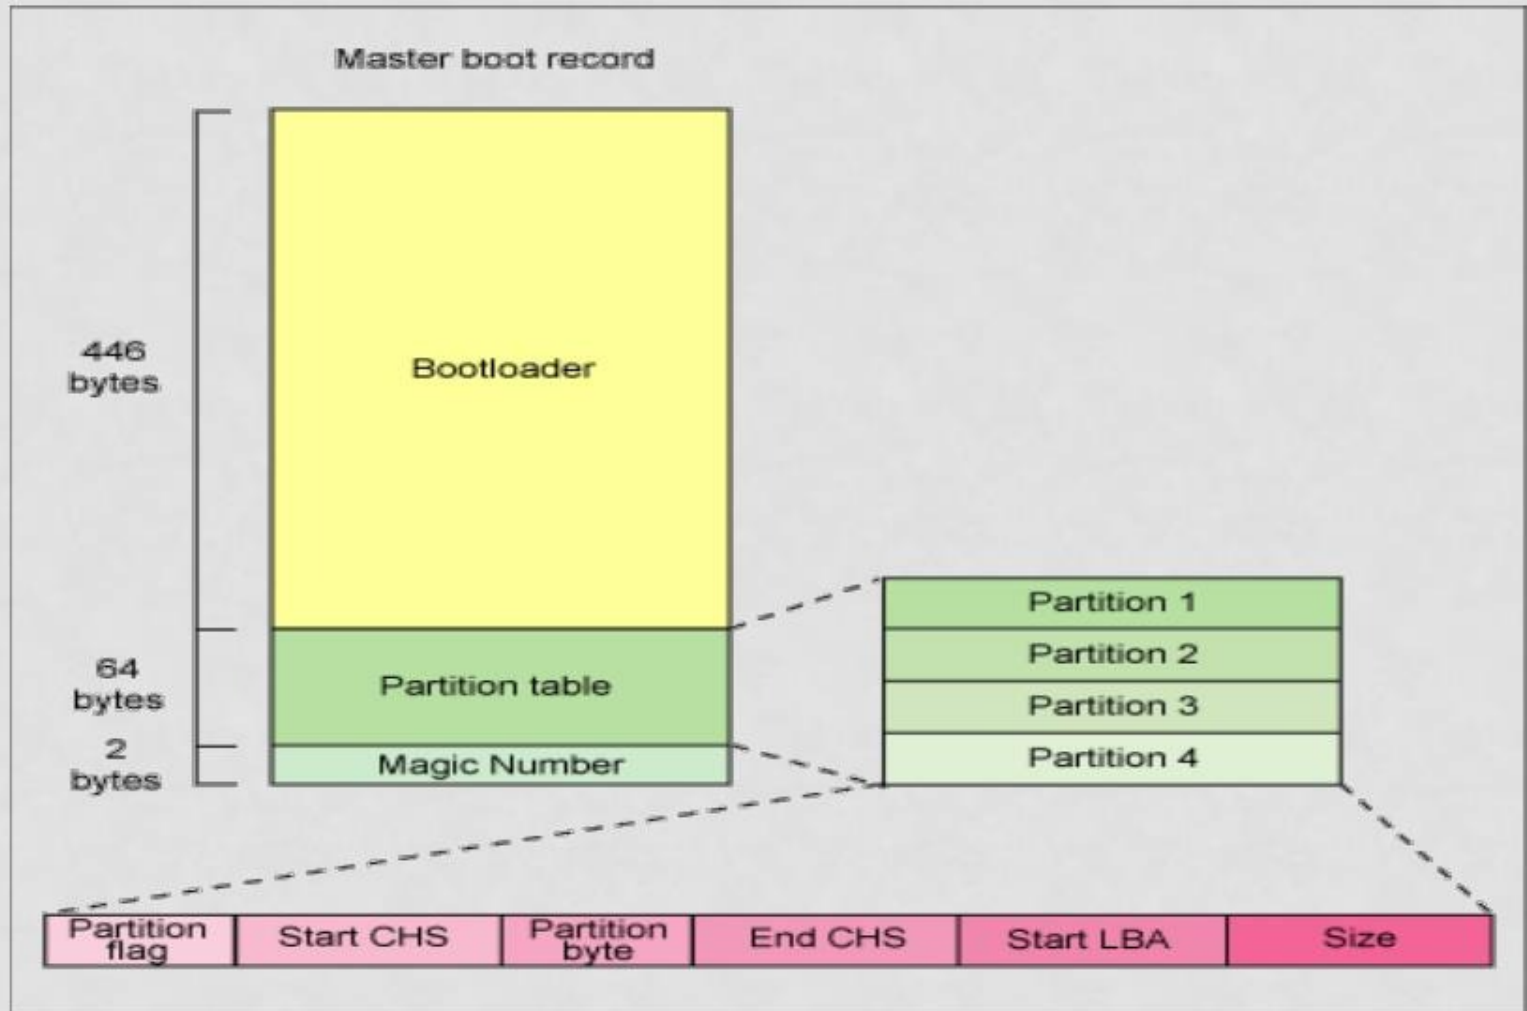 Master boot record
446
bytes
Bootloader
64
bytes
Partition table
2
bytes
Magic Number
Partition 1
Partition 2
Partition 3
Partition 4
Partition
flag
Start CHS
Partition
byte
End CHS
Start LBA
Size